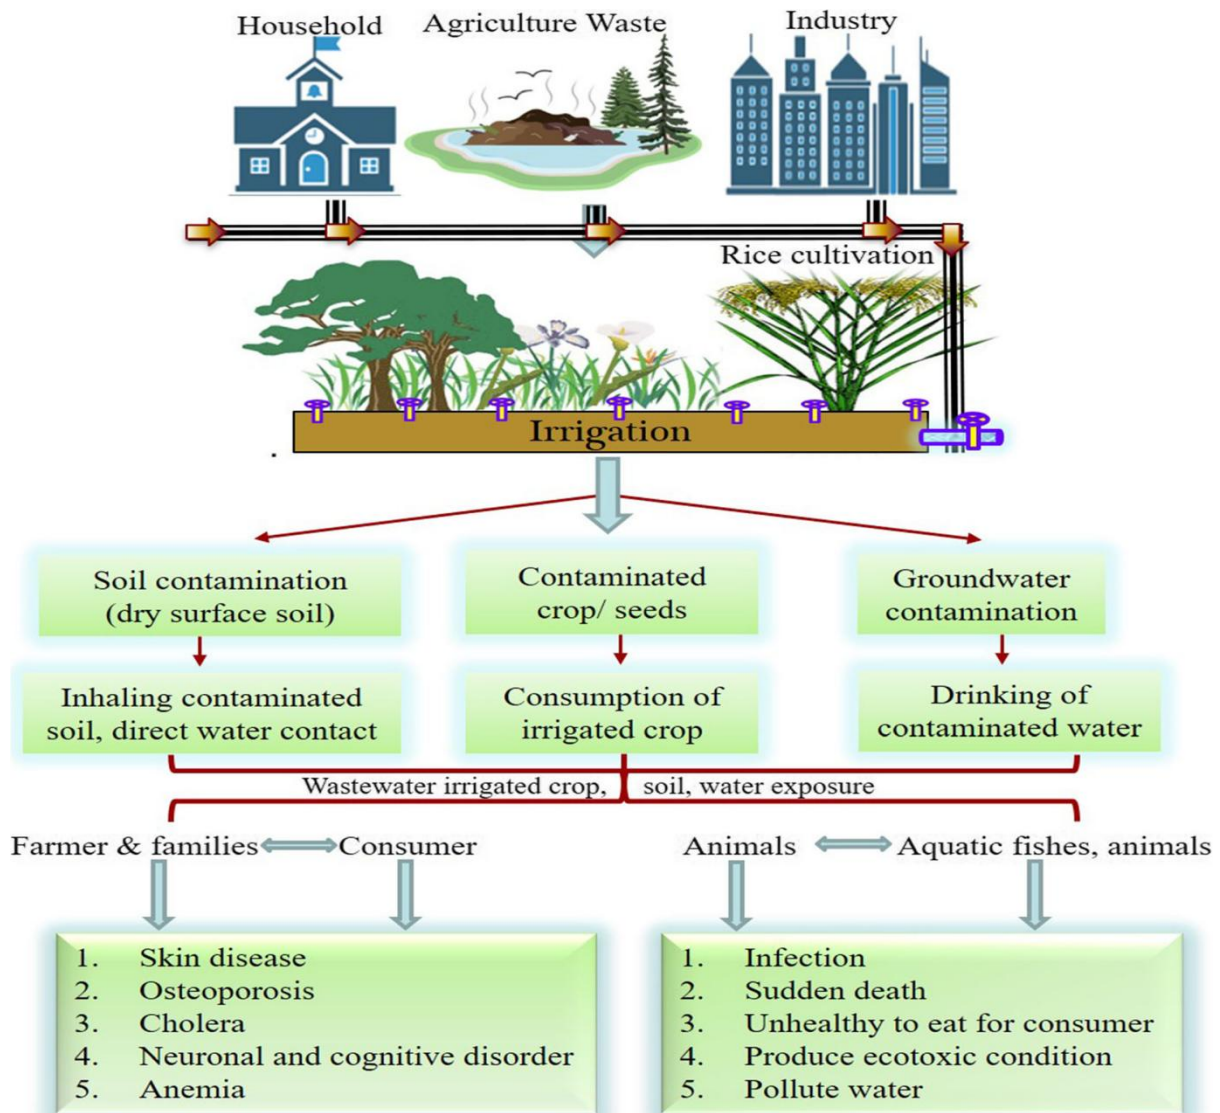 Household
Agriculture Waste
Industry
Rice cultivation
Irrigation
Soil contamination
(dry surface soil)
Contaminated
crop/ seeds
Groundwater
contamination
Inhaling contaminated
soil, direct water contact
Consumption of
irrigated crop
Drinking of
contaminated water
Wastewater irrigated crop, soil, water exposure
Farmer & families
Consumer
Animals
Aquatic fishes, animals
1. Skin disease
2. Osteoporosis
3. Cholera
4. Neuronal and cognitive disorder
5. Anemia
1. Infection
2. Sudden death
3. Unhealthy to eat for consumer
4. Produce ecotoxic condition
5. Pollute water